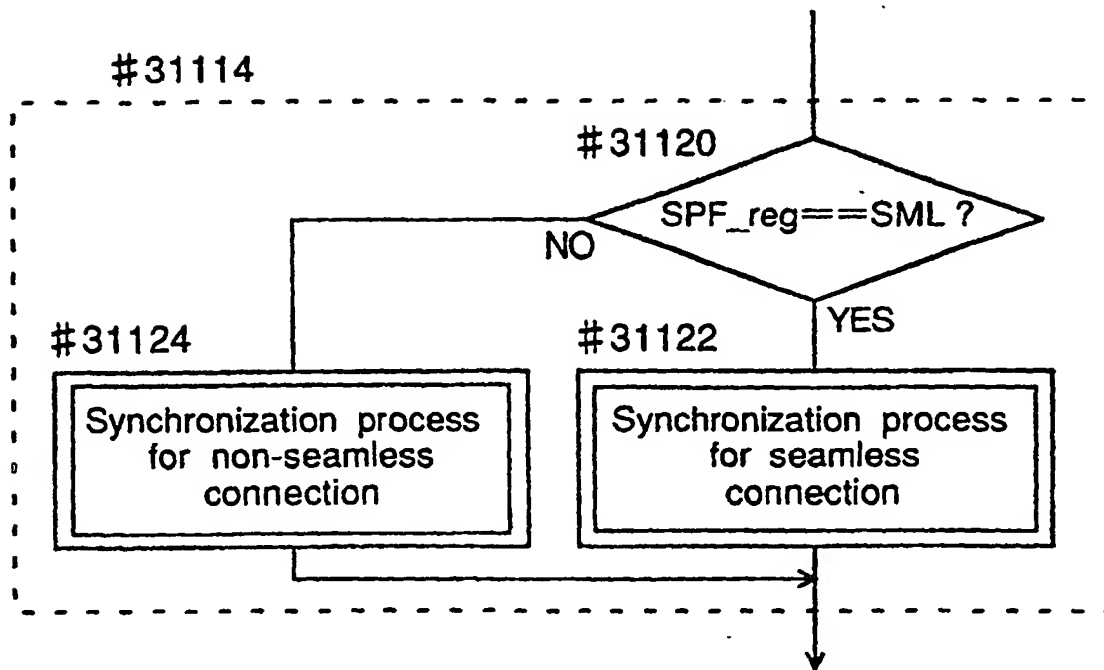 #31114
#31120
SPF_reg==SML ?
NO
YES
#31124
#31122
Synchronization process
for non-seamless
connection
Synchronization process
for seamless
connection